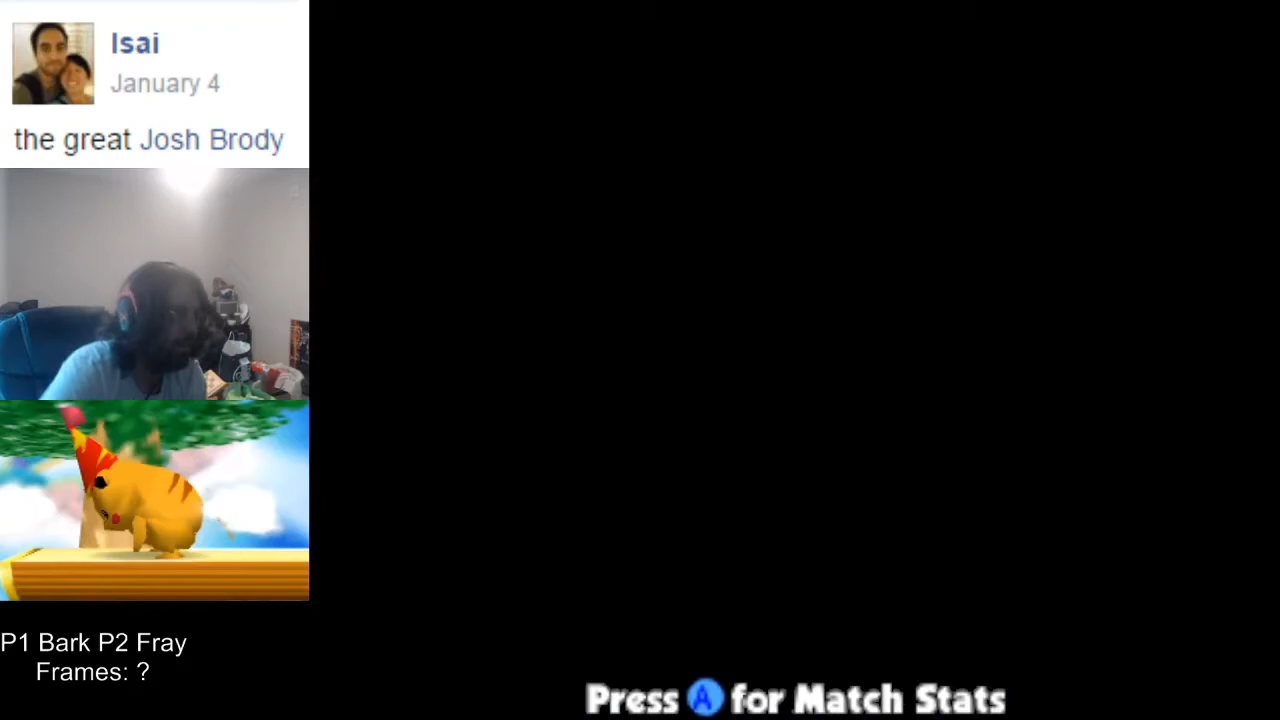 Isai
January 4
the great Josh Brody
P1 Bark P2 Fray
Frames: ?
Press A for Match Stats